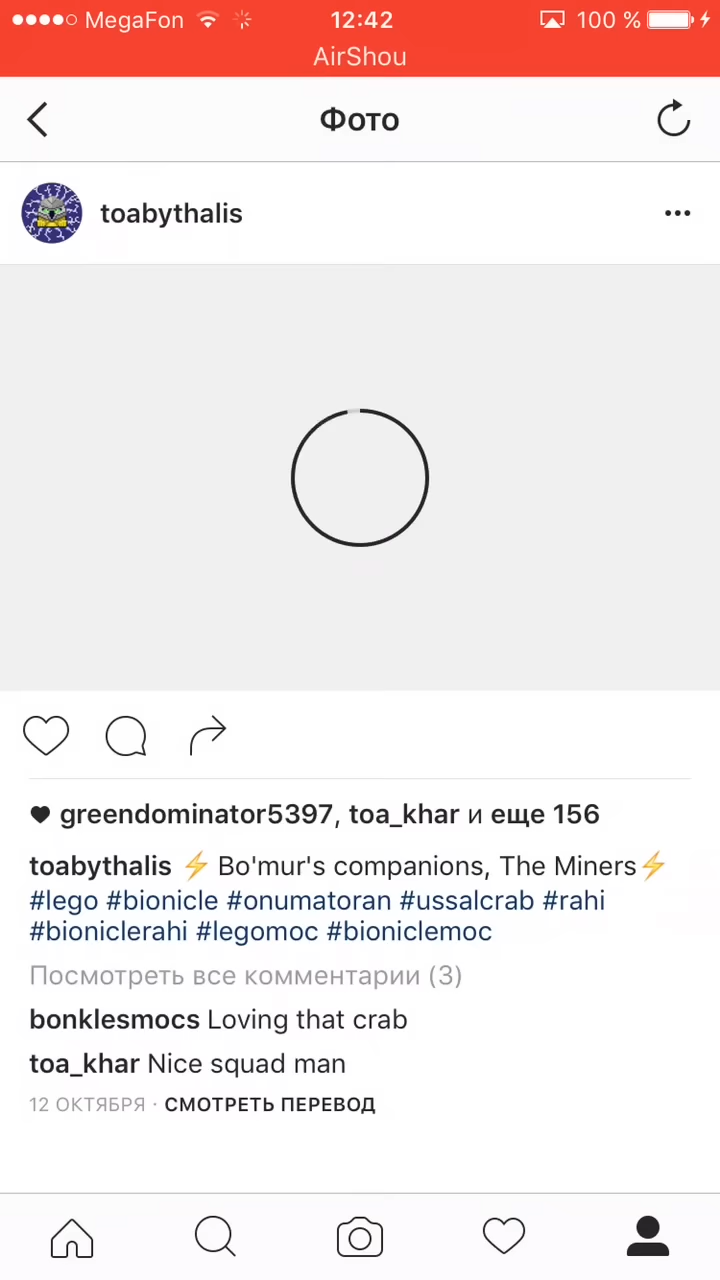 MegaFon 12:42 100 %
AirShou
Фото
toabythalis
greendominator5397, toa_khar и еще 156
toabythalis ⚡ Bo'mur's companions, The Miners⚡
#lego #bionicle #onumatoran #ussalcrab #rahi
#bioniclerahi #legomoc #bioniclemoc
Посмотреть все комментарии (3)
bonklesmocs Loving that crab
toa_khar Nice squad man
12 ОКТЯБРЯ · СМОТРЕТЬ ПЕРЕВОД